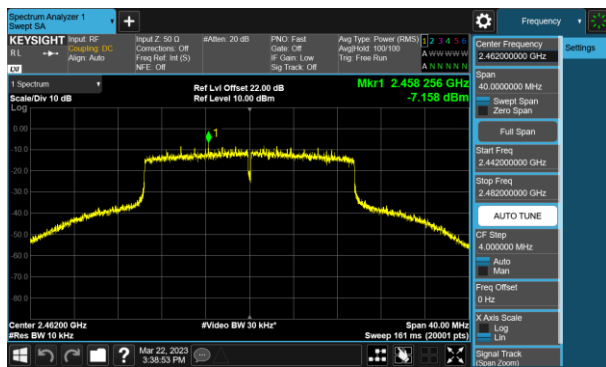 Spectrum Analyzer 1
Swept SA
+
Frequency
KEYSIGHT
RL
Input: RF
Coupling: DC
Align: Auto
Input Z: 50 Ω
Corrections: Off
Freq Ref: Int (S)
NFE: Off
#Atten: 20 dB
PNO: Fast
Gate: Off
IF Gain: Low
Sig Track: Off
Avg Type: Power (RMS)
Avg|Hold: 100/100
Trig: Free Run
1 2 3 4 5 6
A W W W W W
A N N N N N
LXI
1 Spectrum
Scale/Div 10 dB
Log
Ref Lvl Offset 22.00 dB
Ref Level 10.00 dBm
Mkr1 2.458 256 GHz
-7.158 dBm
1
0.00
-10.0
-20.0
-30.0
-40.0
-50.0
-60.0
-70.0
-80.0
Center 2.46200 GHz
#Res BW 10 kHz
#Video BW 30 kHz*
Span 40.00 MHz
Sweep 161 ms (20001 pts)
?
Mar 22, 2023
3:38:53 PM
Center Frequency
2.462000000 GHz
Span
40.0000000 MHz
Swept Span
Zero Span
Full Span
Start Freq
2.442000000 GHz
Stop Freq
2.482000000 GHz
AUTO TUNE
CF Step
4.000000 MHz
Auto
Man
Freq Offset
0 Hz
X Axis Scale
Log
Lin
Signal Track
(Span Zoom)
Settings